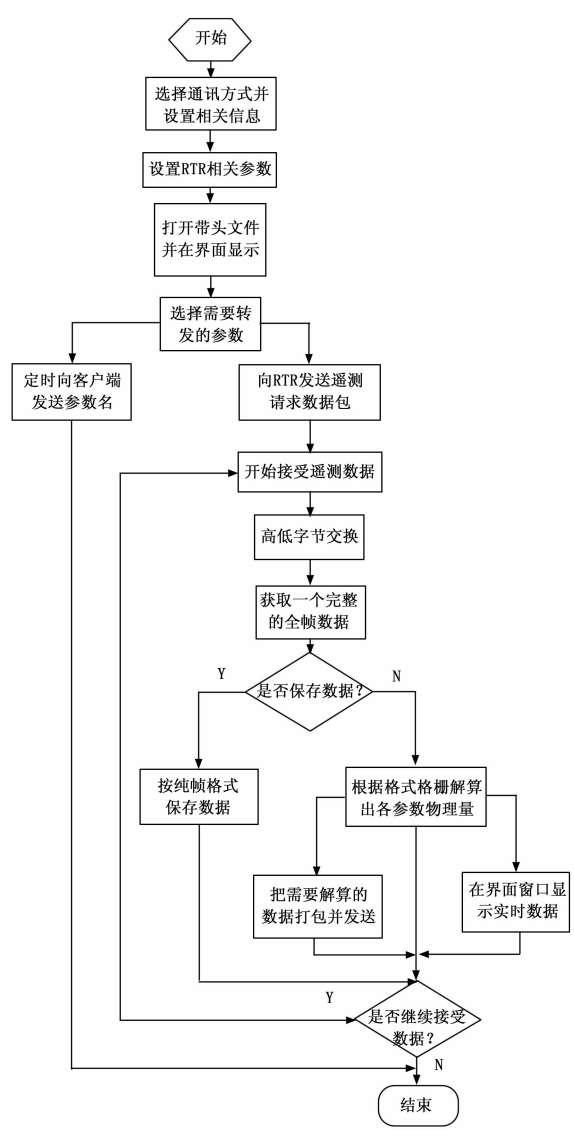 开始
选择通讯方式并
设置相关信息
设置RTR相关参数
打开带头文件
并在界面显示
选择需要转
发的参数
定时向客户端
发送参数名
向RTR发送遥测
请求数据包
开始接受遥测数据
高低字节交换
获取一个完整
的全帧数据
Y
N
是否保存数据?
按纯帧格式
保存数据
根据格式格栅解算
出各参数物理量
把需要解算的
数据打包并发送
在界面窗口显
示实时数据
Y
是否继续接受
数据?
N
结束